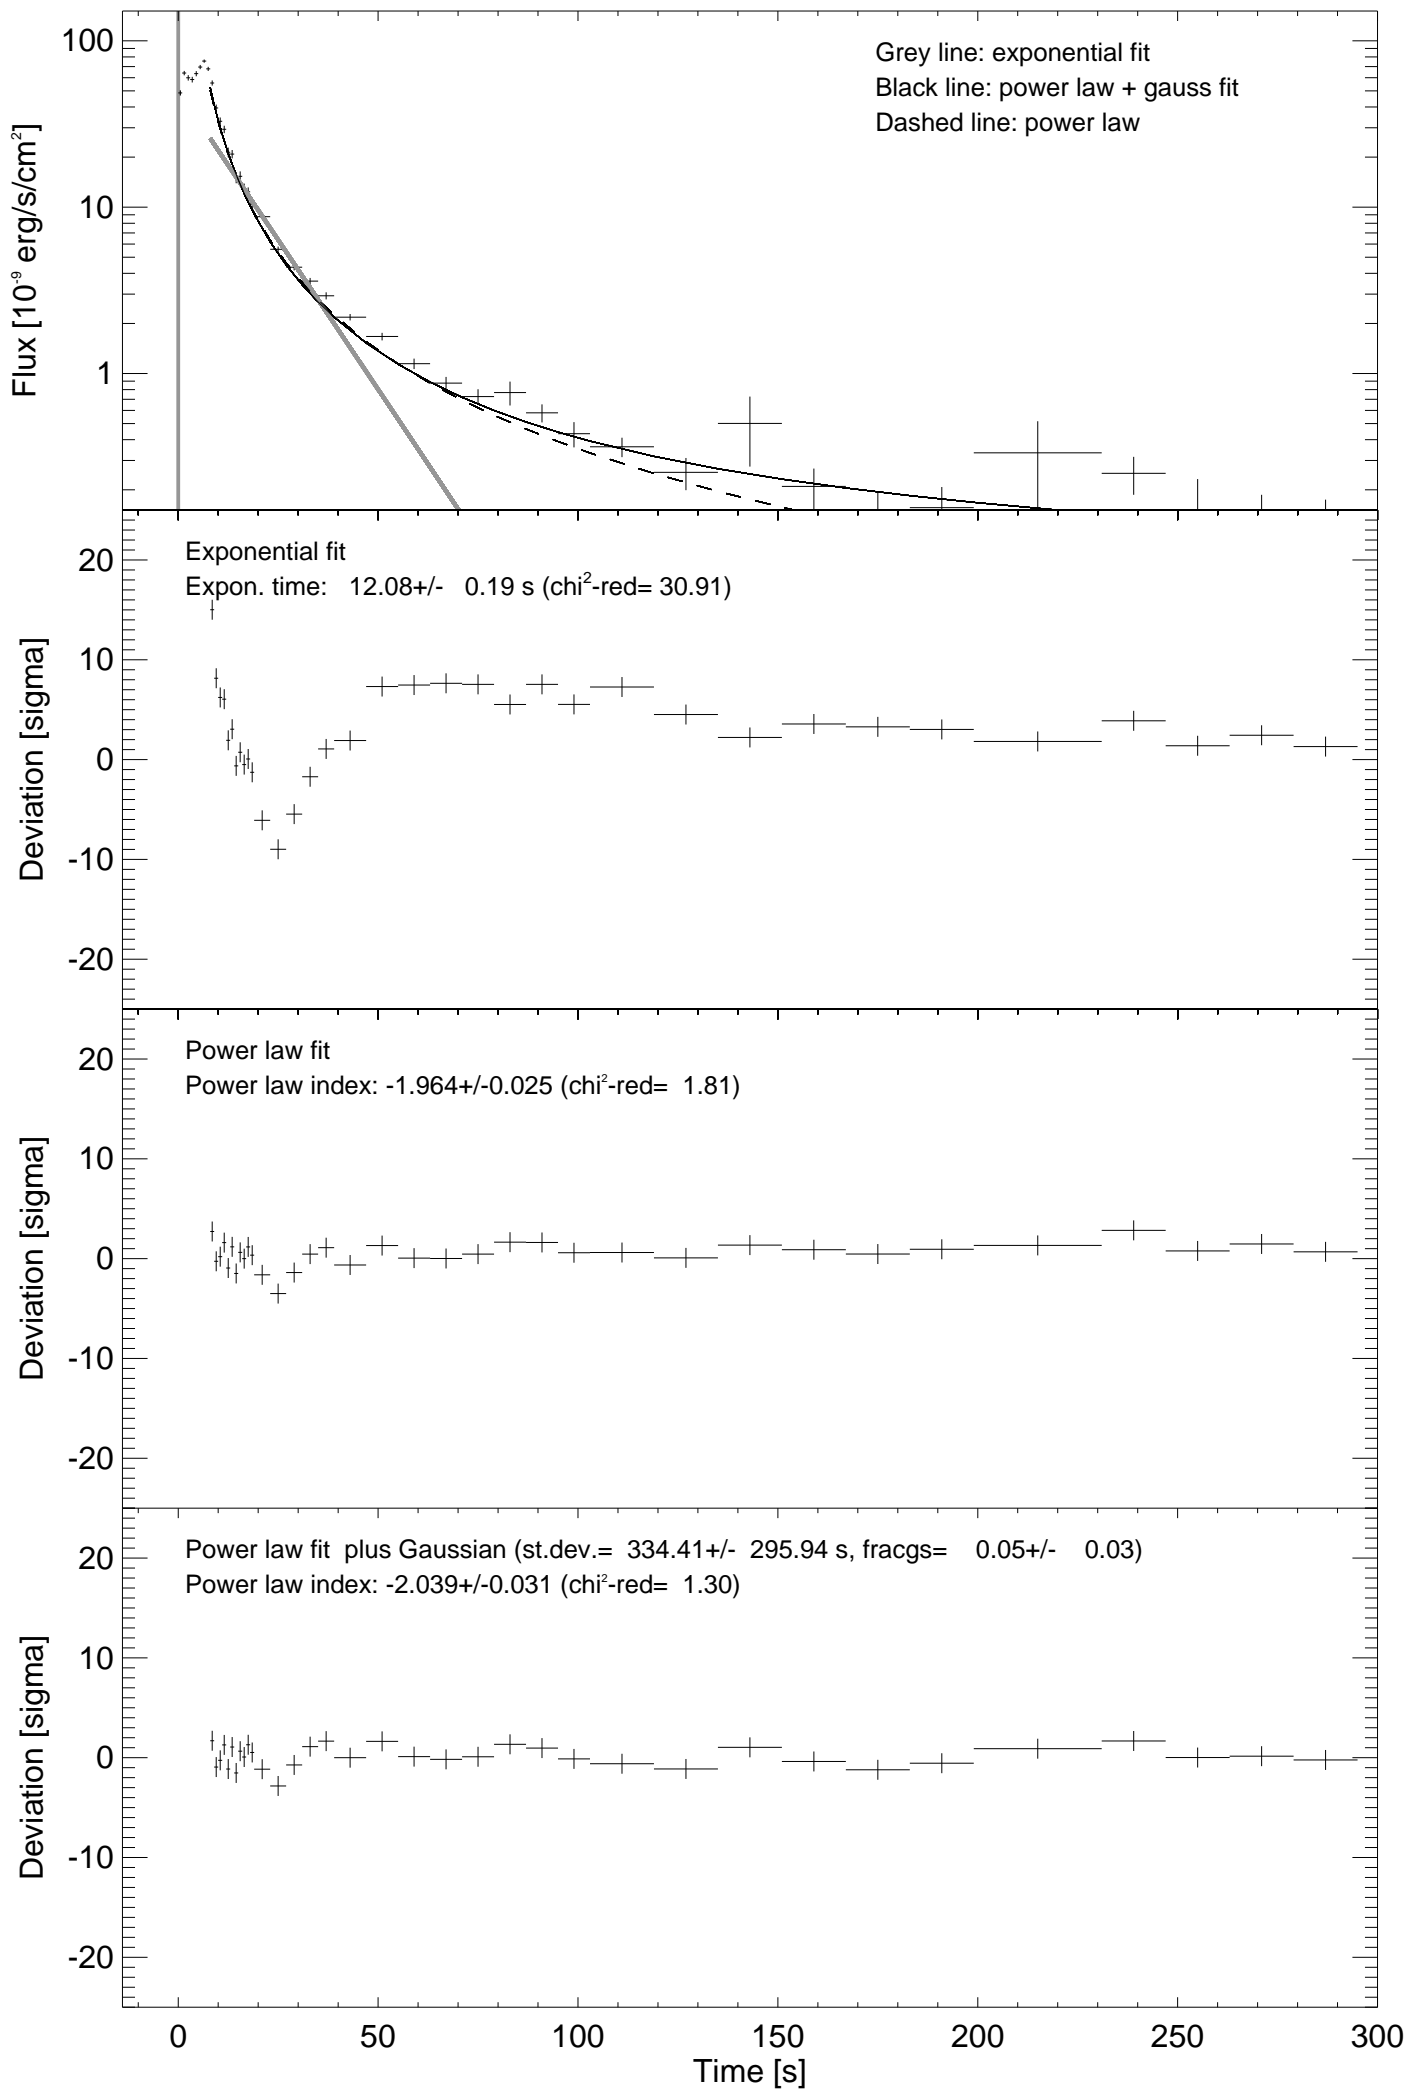 Grey line: exponential fit
Black line: power law + gauss fit
Dashed line: power law
100
10
1
Flux [10⁻⁹ erg/s/cm²]
Exponential fit
Expon. time: 12.08+/- 0.19 s (chi²-red= 30.91)
20
10
0
-10
-20
Deviation [sigma]
Power law fit
Power law index: -1.964+/-0.025 (chi²-red= 1.81)
20
10
0
-10
-20
Deviation [sigma]
Power law fit plus Gaussian (st.dev.= 334.41+/- 295.94 s, fracgs= 0.05+/- 0.03)
Power law index: -2.039+/-0.031 (chi²-red= 1.30)
20
10
0
-10
-20
Deviation [sigma]
0 50 100 150 200 250 300
Time [s]